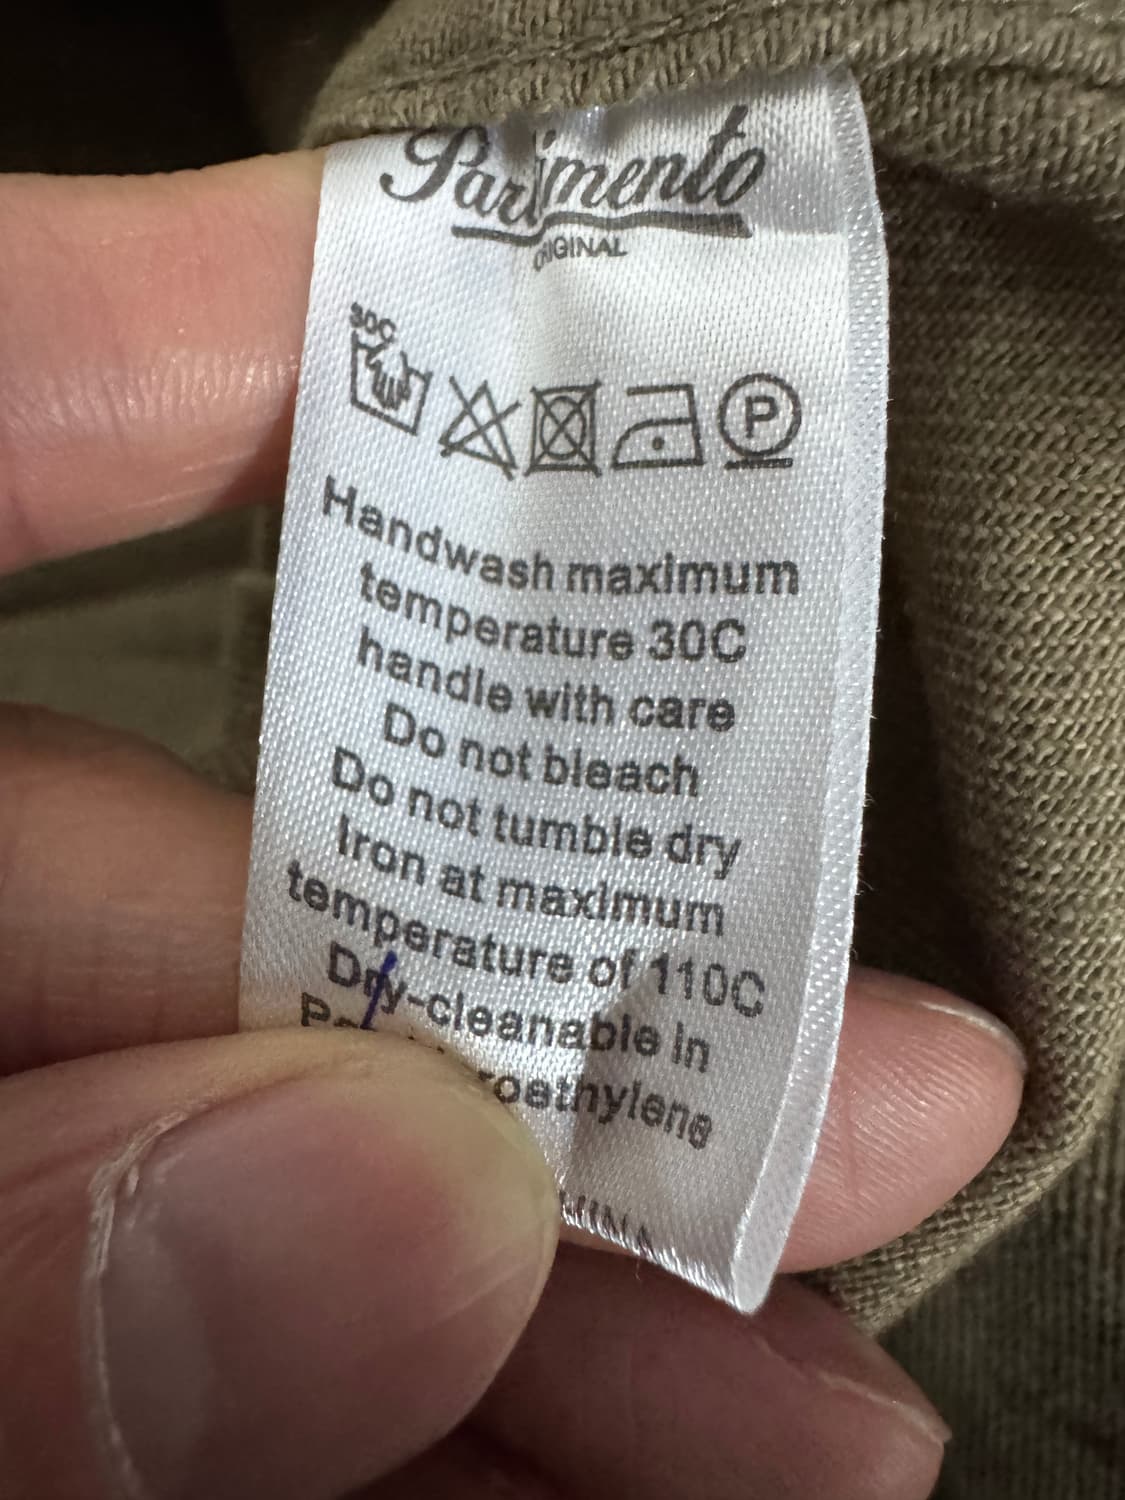 ORIGINAL
30C
P
Handwash maximum
temperature 30C
handle with care
Do not bleach
Do not tumble dry
Iron at maximum
temperature of 110C
Dry-cleanable in